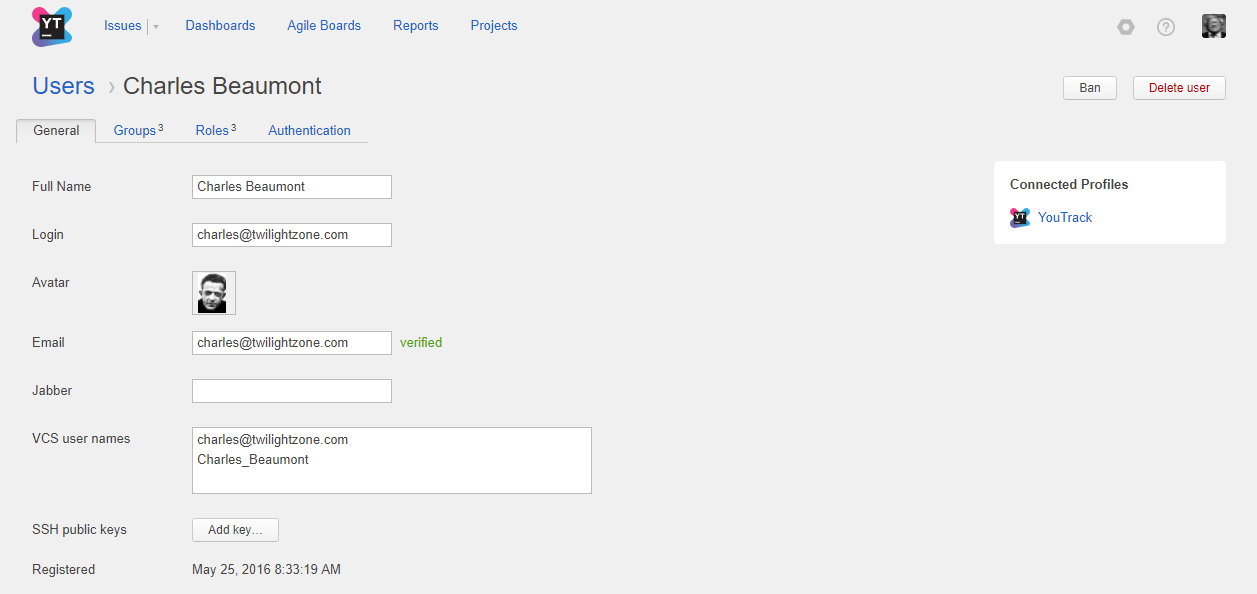 YT Issues Dashboards Agile Boards Reports Projects ?
Users › Charles Beaumont Ban Delete user
General Groups 3 Roles 3 Authentication
Full Name Charles Beaumont
Connected Profiles
YT YouTrack
Login charles@twilightzone.com
Avatar
Email charles@twilightzone.com verified
Jabber
VCS user names charles@twilightzone.com
Charles_Beaumont
SSH public keys Add key…
Registered May 25, 2016 8:33:19 AM